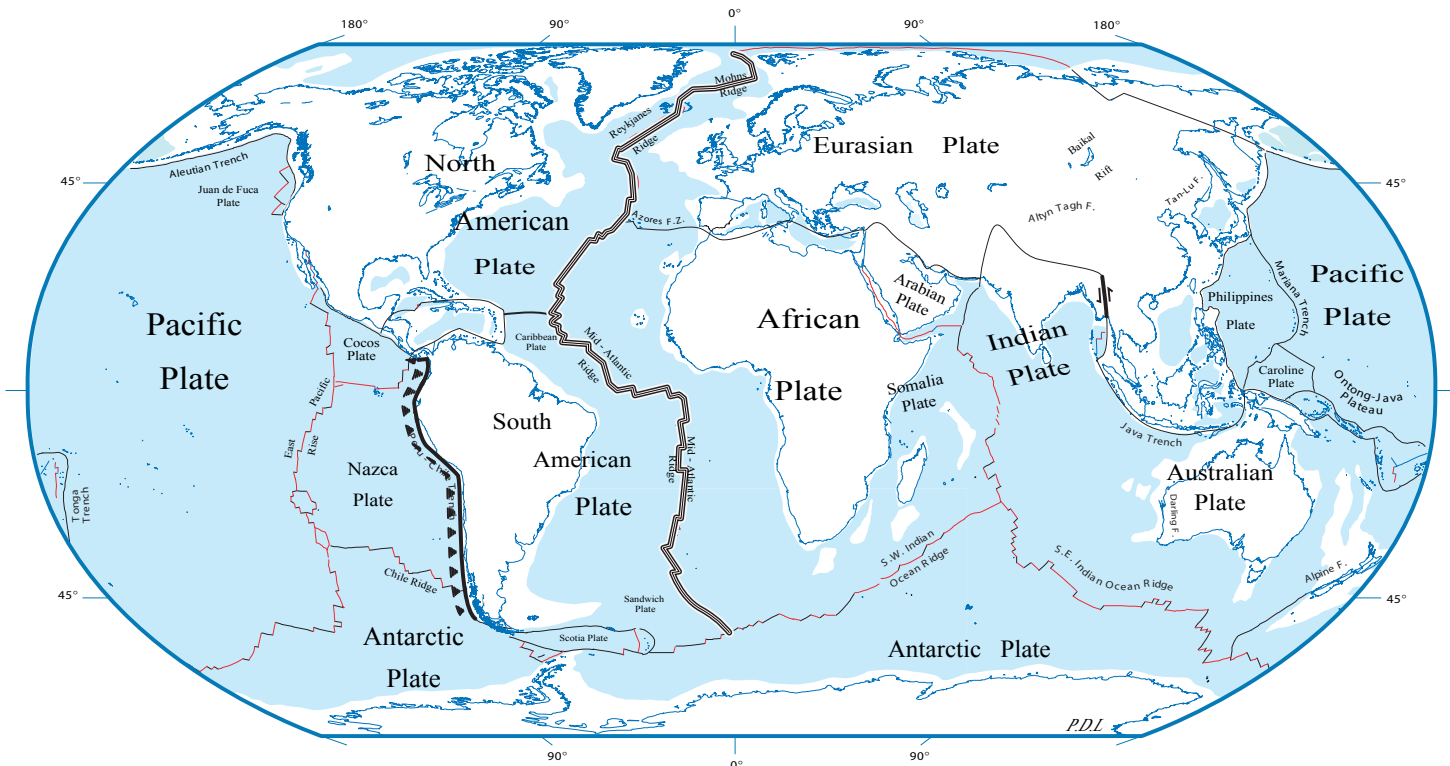 0°
90°
90°
180°
180°
Mohns
Ridge
Reykjanes
Ridge
North
Eurasian Plate
Baikal
Rift
Aleutian Trench
45°
45°
Juan de Fuca
Plate
Tan-Lu F.
Altyn Tagh F.
American
Azores F.Z.
Plate
Pacific
Plate
Mariana Trench
Arabian
Plate
Philippines
Plate
Pacific
Plate
African
Plate
Indian
Plate
Cocos
Plate
Caribbean
Plate
Mid - Atlantic
Ridge
Caroline
Plate
Ontong-Java
Plateau
Somalia
Plate
East Pacific
Rise
South
American
Plate
Peru-Chile Trench
Mid - Atlantic
Ridge
Java Trench
Nazca
Plate
Australian
Plate
Darling F.
Tonga
Trench
S.W. Indian
Ocean Ridge
S.E. Indian Ocean Ridge
Alpine F.
Chile Ridge
45°
45°
Sandwich
Plate
Scotia Plate
Antarctic
Plate
Antarctic Plate
P.D.L
90°
0°
90°